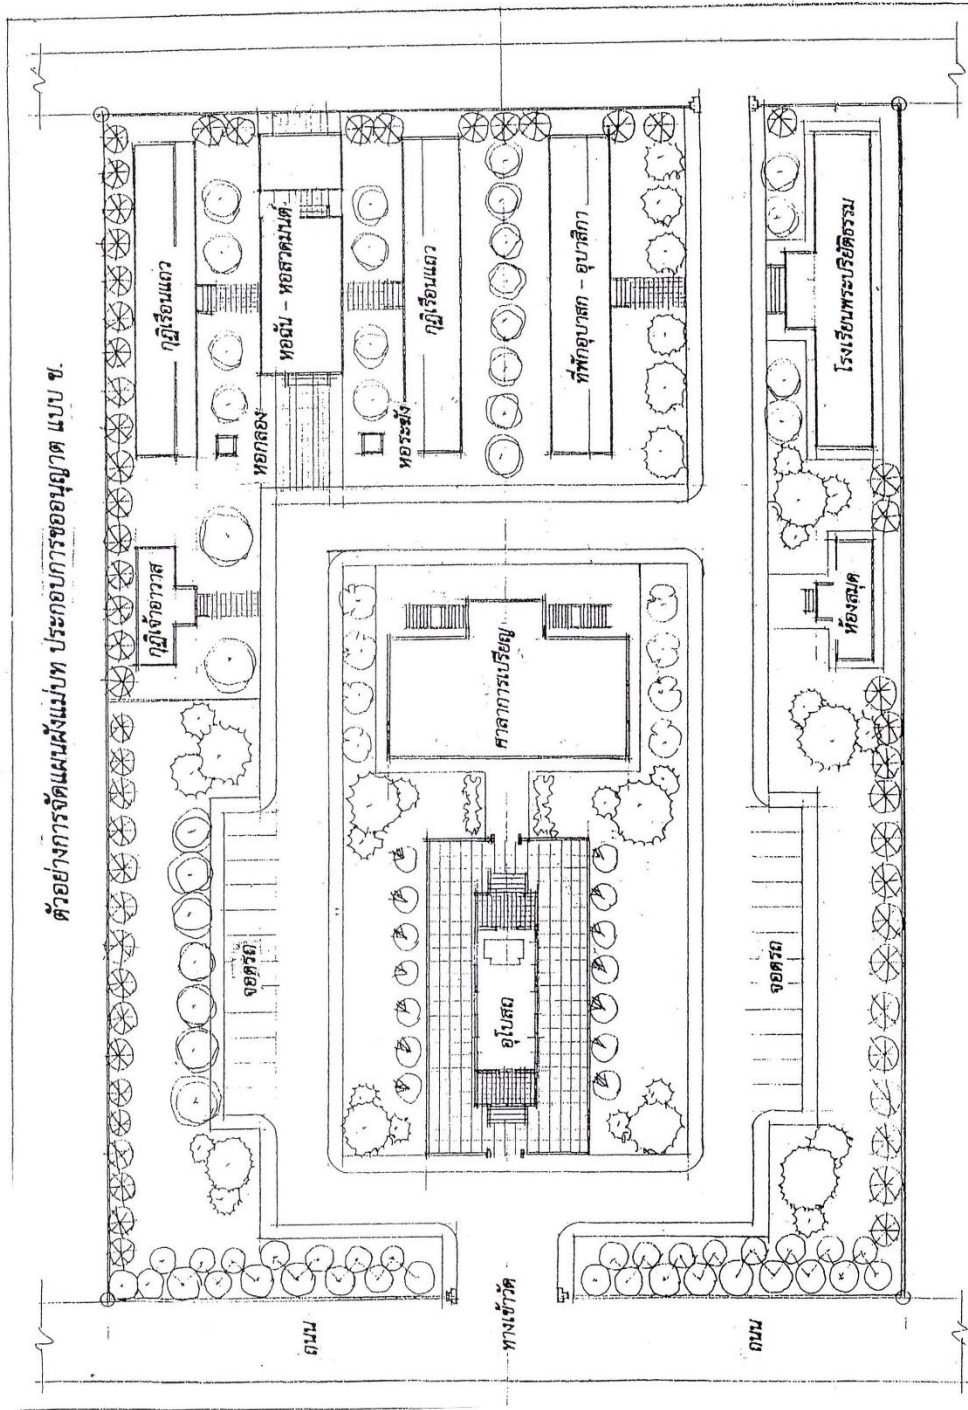 ตัวอย่างการจัดแผนผังแม่บท ประกอบการขออนุญาต แบบ ข.
กุฏิเรือนแถว
หอฉัน - หอสวดมนต์
กุฏิเรือนแถว
ที่พักอุบาสก - อุบาสิกา
โรงเรียนพระปริยัติธรรม
หอกลอง
หอระฆัง
กุฏิเจ้าอาวาส
ศาลาการเปรียญ
ห้องสมุด
จอดรถ
อุโบสถ
จอดรถ
ถนน
ทางเข้าวัด
ถนน